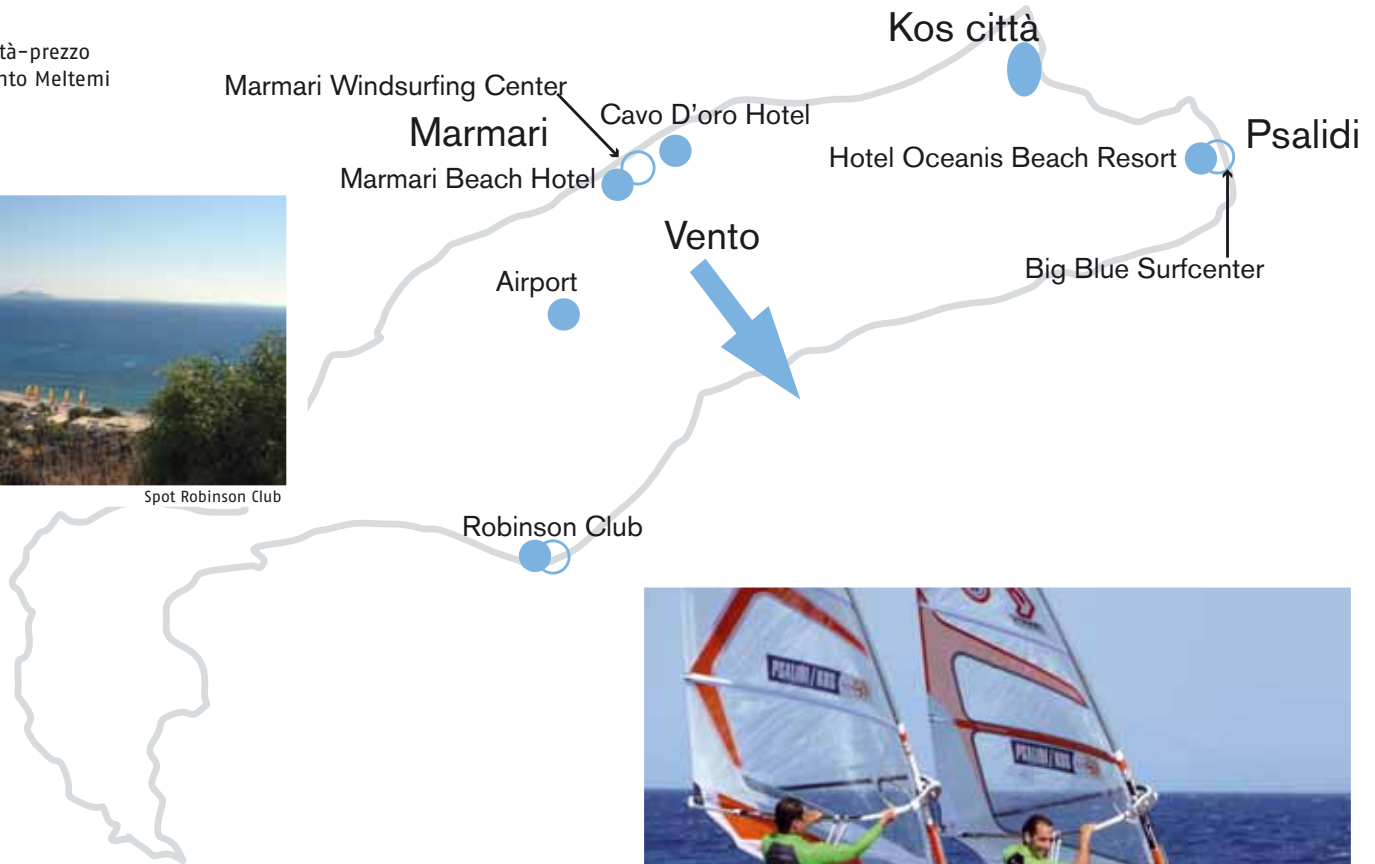 tà-prezzo
nto Meltemi
Kos città
Marmari Windsurfing Center
Cavo D'oro Hotel
Marmari
Psalidi
Hotel Oceanis Beach Resort
Marmari Beach Hotel
Vento
Big Blue Surfcenter
Airport
Spot Robinson Club
Robinson Club
PSALIDI/KOS
PSALIDI/KOS